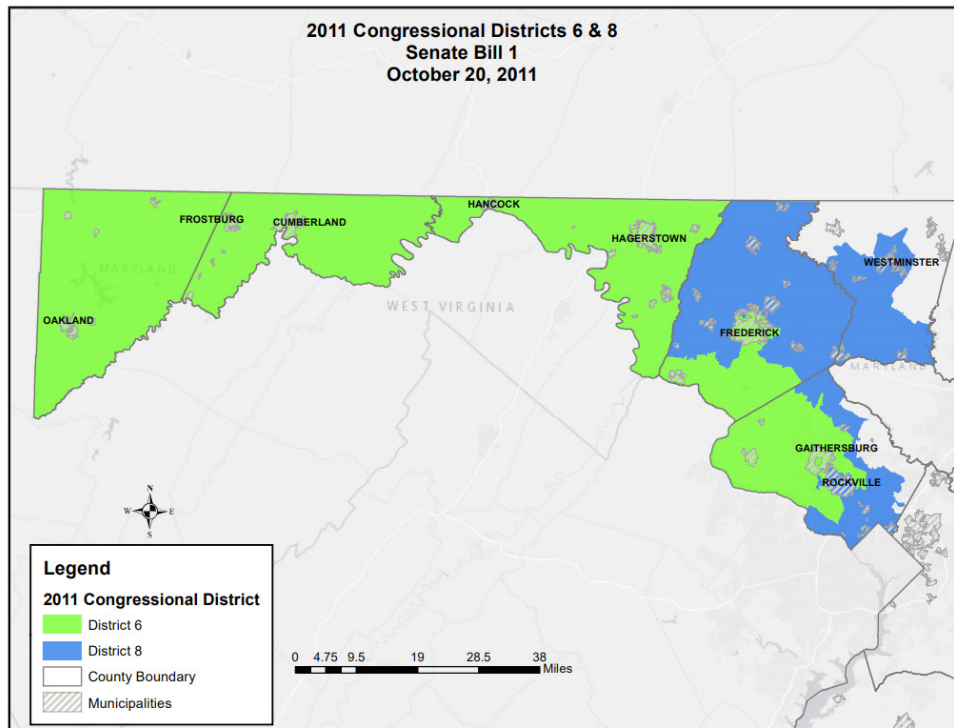 2011 Congressional Districts 6 & 8
Senate Bill 1
October 20, 2011
HANCOCK
FROSTBURG
CUMBERLAND
HAGERSTOWN
WESTMINSTER
MARYLAND
WEST VIRGINIA
OAKLAND
FREDERICK
MARYLAND
GAITHERSBURG
ROCKVILLE
N
W E
S
Legend
2011 Congressional District
District 6
District 8
County Boundary
Municipalities
0 4.75 9.5 19 28.5 38
Miles